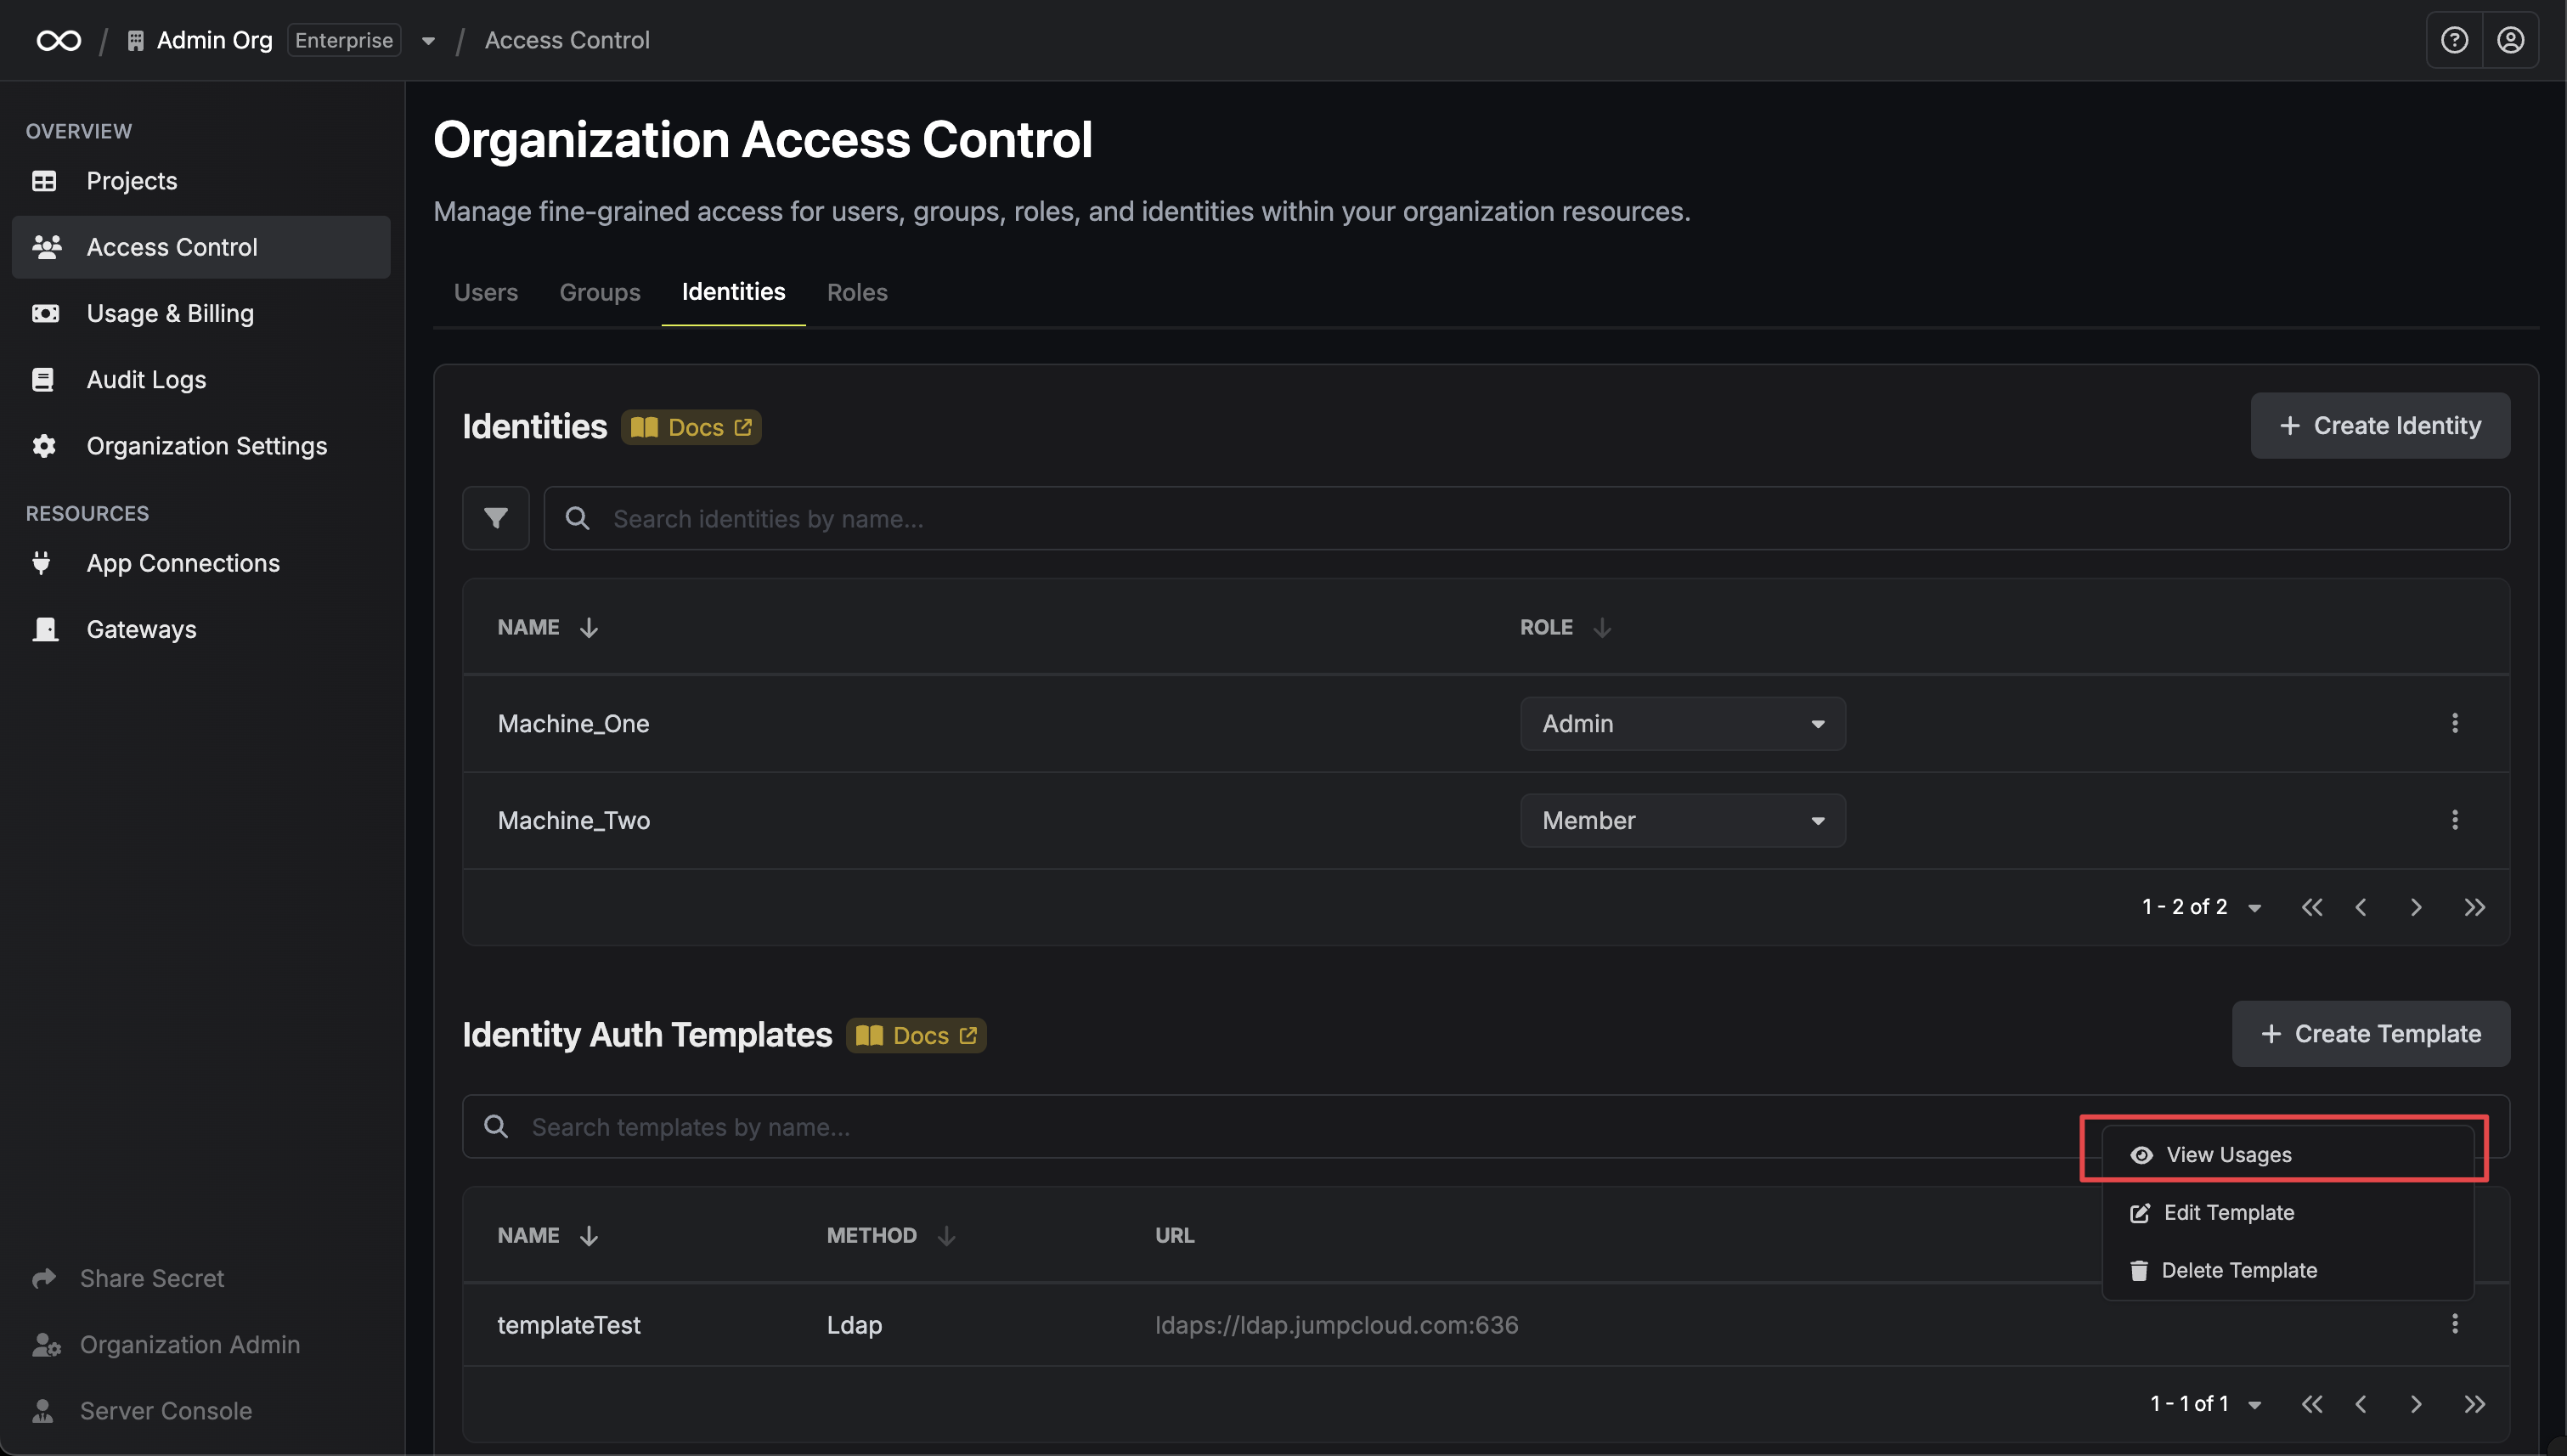 Admin Org Enterprise Access Control
OVERVIEW
Projects
Access Control
Usage & Billing
Audit Logs
Organization Settings
RESOURCES
App Connections
Gateways
Share Secret
Organization Admin
Server Console
Organization Access Control
Manage fine-grained access for users, groups, roles, and identities within your organization resources.
Users Groups Identities Roles
Identities Docs
Create Identity
Search identities by name...
NAME ROLE
Machine_One Admin
Machine_Two Member
1 - 2 of 2
Identity Auth Templates Docs
Create Template
Search templates by name...
View Usages
Edit Template
Delete Template
NAME METHOD URL
templateTest Ldap ldaps://ldap.jumpcloud.com:636
1 - 1 of 1